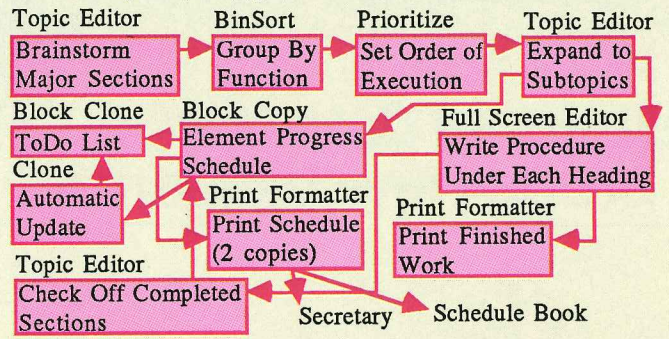 Topic Editor
Brainstorm
Major Sections
BinSort
Group By
Function
Prioritize
Set Order of
Execution
Topic Editor
Expand to
Subtopics
Block Clone
ToDo List
Block Copy
Element Progress
Schedule
Full Screen Editor
Write Procedure
Under Each Heading
Clone
Automatic
Update
Print Formatter
Print Schedule
(2 copies)
Print Formatter
Print Finished
Work
Topic Editor
Check Off Completed
Sections
Secretary
Schedule Book